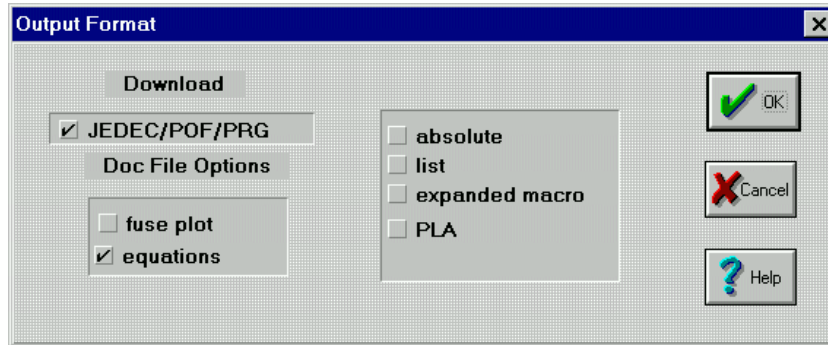 Output Format
Download
JEDEC/POF/PRG
Doc File Options
fuse plot
equations
absolute
list
expanded macro
PLA
OK
Cancel
Help